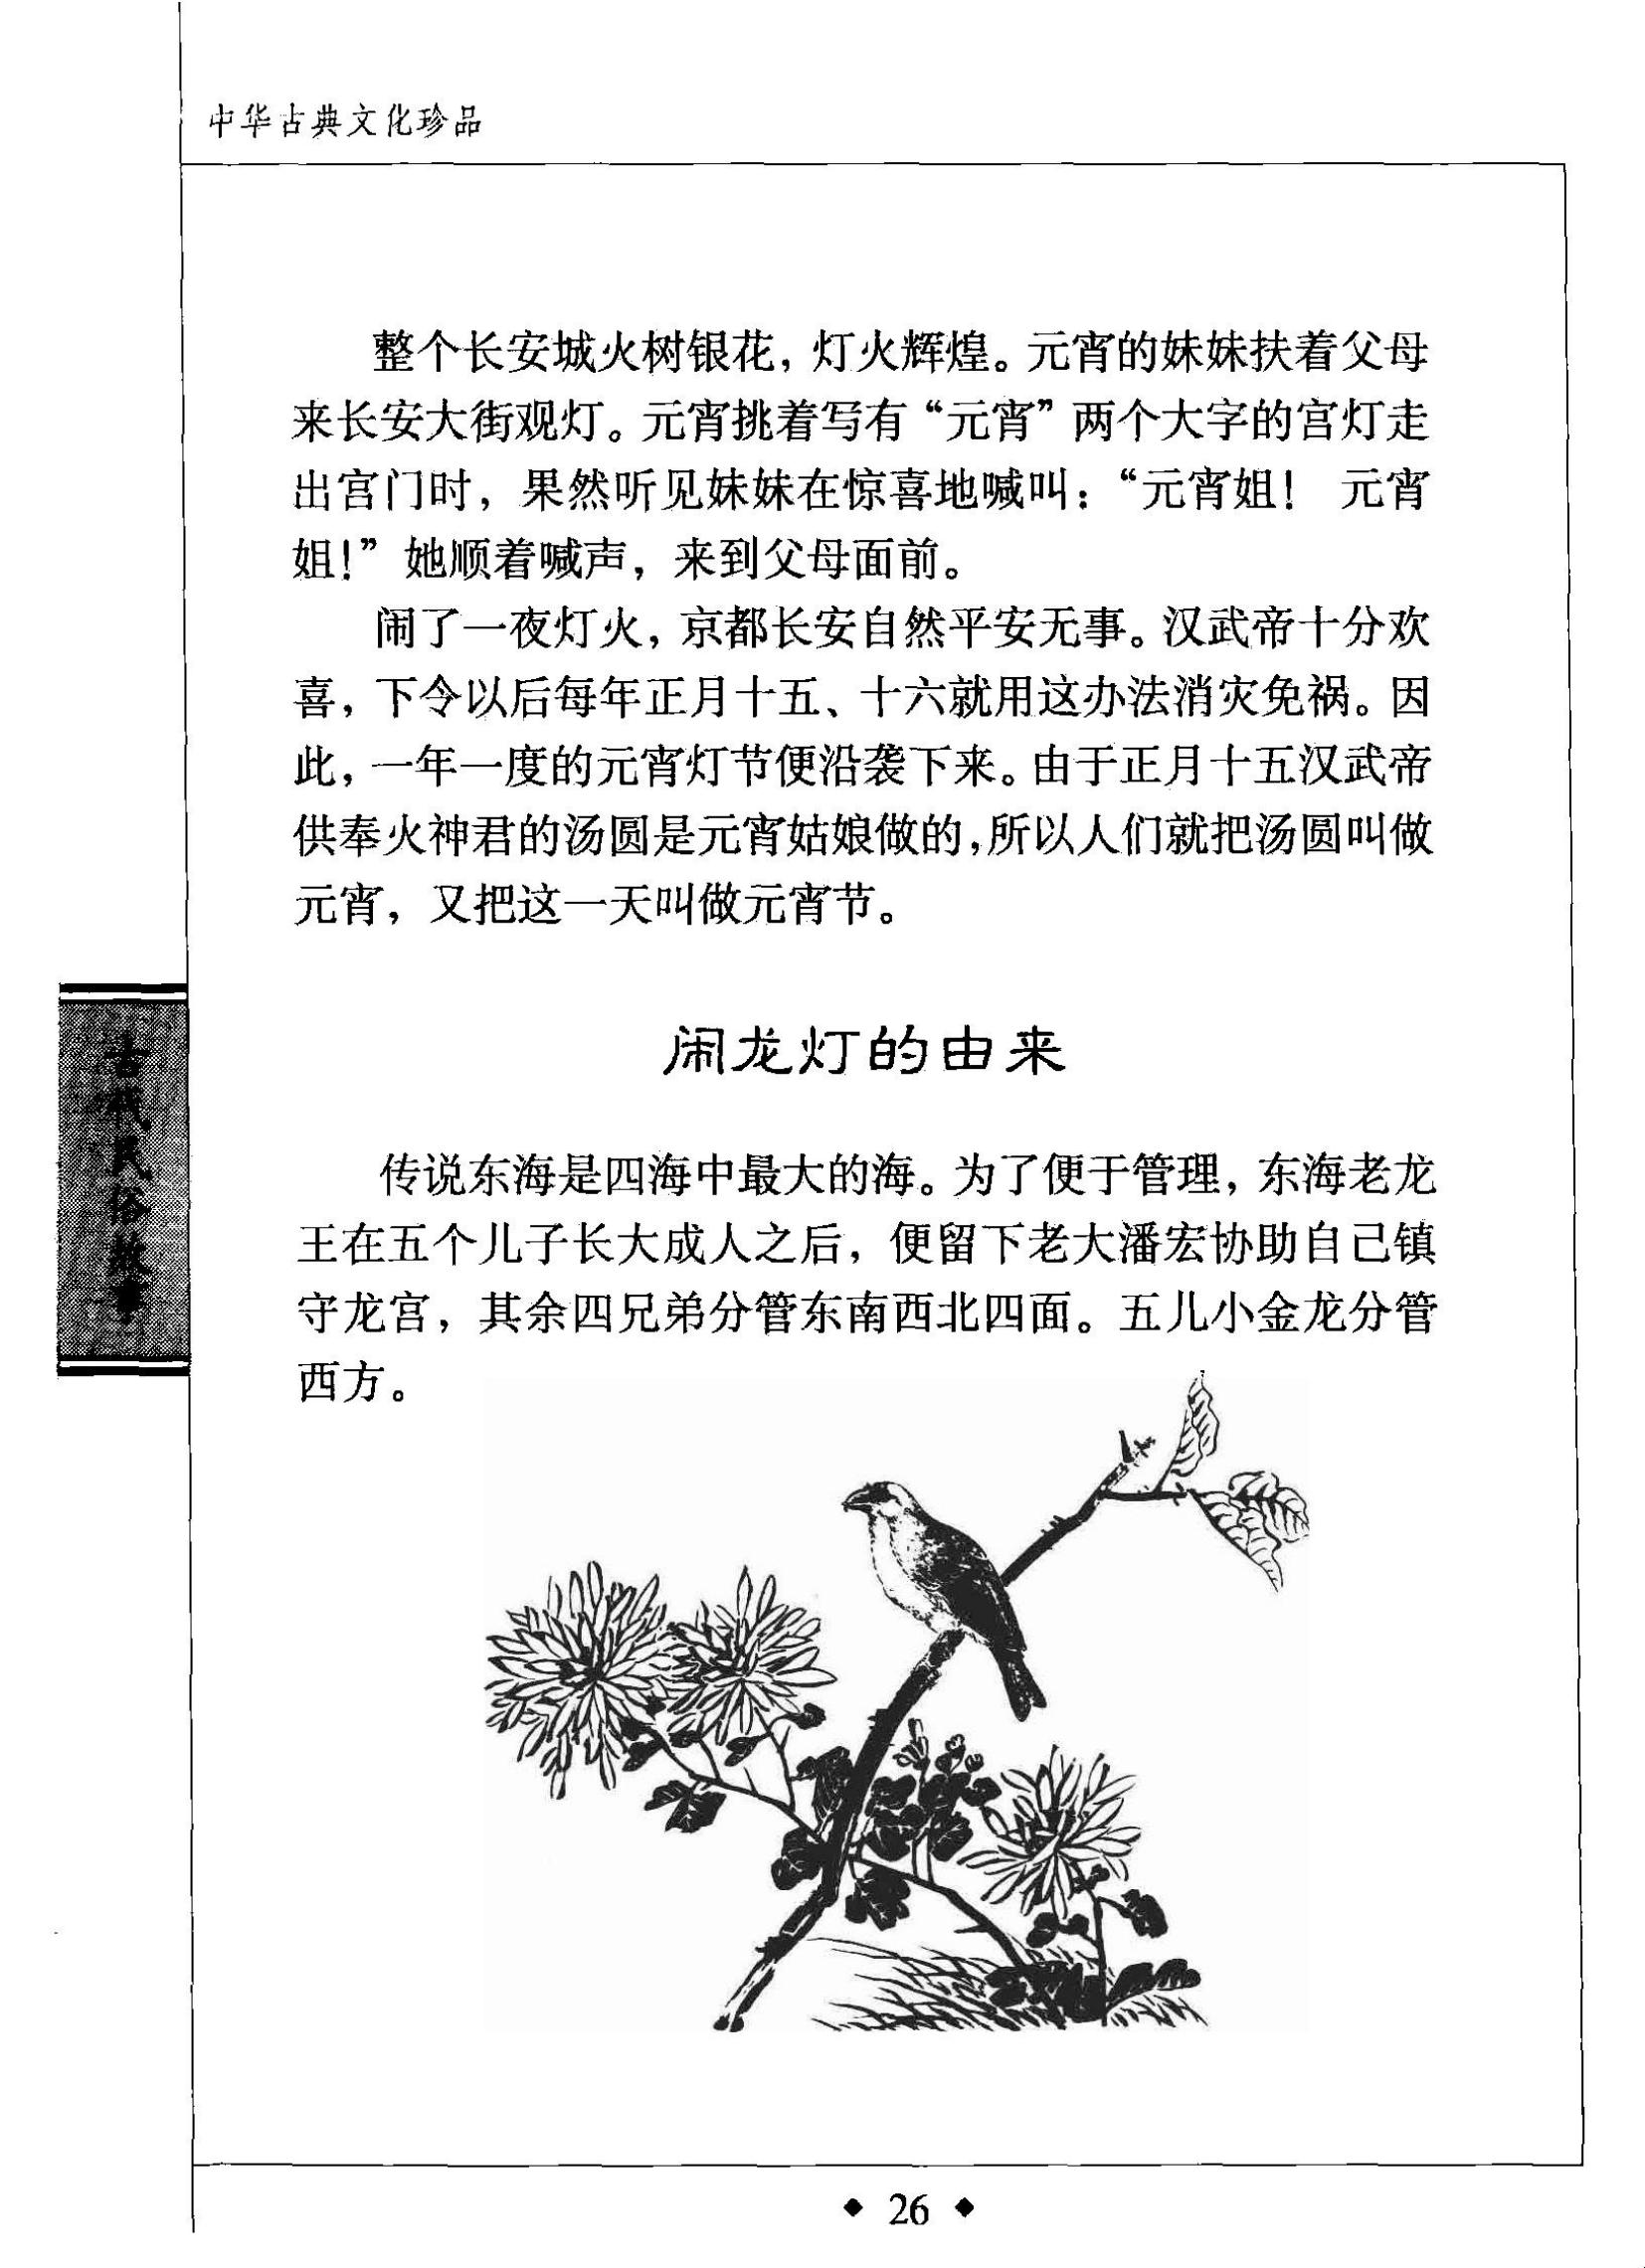 中华古典文化珍品
整个长安城火树银花，灯火辉煌。元宵的妹妹扶着父母
来长安大街观灯。元宵挑着写有“元宵”两个大字的宫灯走
出宫门时，果然听见妹妹在惊喜地喊叫：“元宵姐！ 元宵
姐！”她顺着喊声，来到父母面前。
闹了一夜灯火，京都长安自然平安无事。汉武帝十分欢
喜，下令以后每年正月十五、十六就用这办法消灾免祸。因
此，一年一度的元宵灯节便沿袭下来。由于正月十五汉武帝
供奉火神君的汤圆是元宵姑娘做的，所以人们就把汤圆叫做
元宵，又把这一天叫做元宵节。
古代民俗故事
闹龙灯的由来
传说东海是四海中最大的海。为了便于管理，东海老龙
王在五个儿子长大成人之后，便留下老大潘宏协助自己镇
守龙宫，其余四兄弟分管东南西北四面。五儿小金龙分管
西方。
◆ 26 ◆